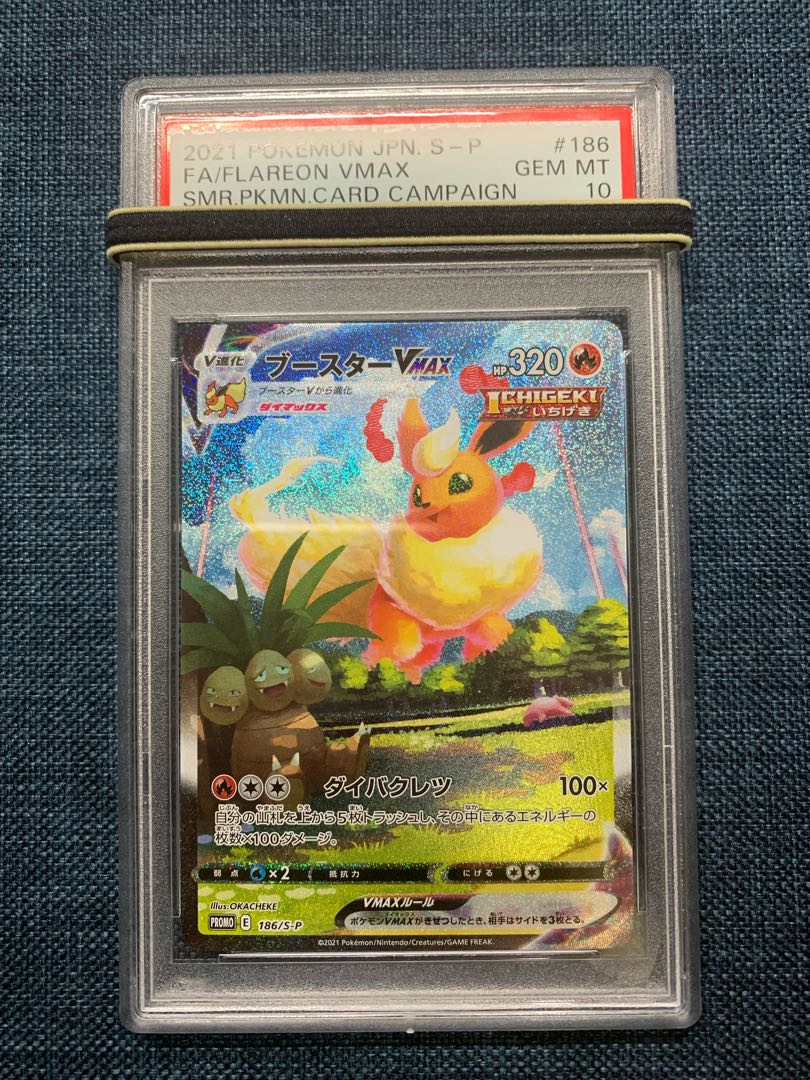 2021 POKEMON JPN. S-P #186
FA/FLAREON VMAX GEM MT
SMR.PKMN.CARD CAMPAIGN 10
V進化 ブースターVMAX HP320
ブースターVから進化
ダイマックス
ICHIGEKI
いちげき
ダイバクレツ 100×
自分の山札を上から5枚トラッシュし、その中にあるエネルギーの
枚数×100ダメージ。
弱点 ×2 抵抗力 にげる
Illus.OKACHEKE
VMAXルール
ポケモンVMAXがきぜつしたとき、相手はサイドを3枚とる。
PROMO E 186/S-P
©2021 Pokémon/Nintendo/Creatures/GAME FREAK.